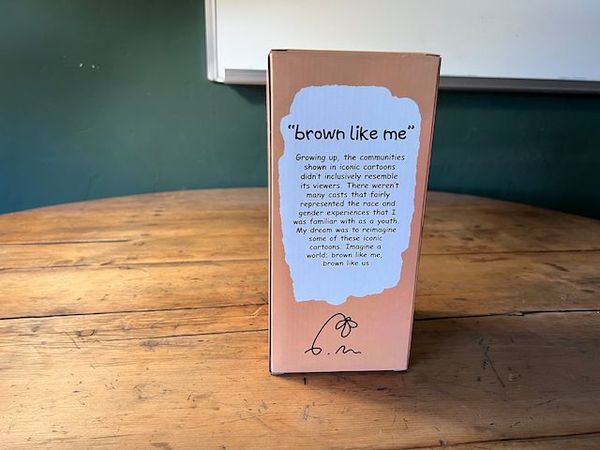 “brown like me”
Growing up, the communities
shown in iconic cartoons
didn't inclusively resemble
its viewers. There weren't
many casts that fairly
represented the race and
gender experiences that I
was familiar with as a youth.
My dream was to reimagine
some of these iconic
cartoons. Imagine a
world; brown like me,
brown like us